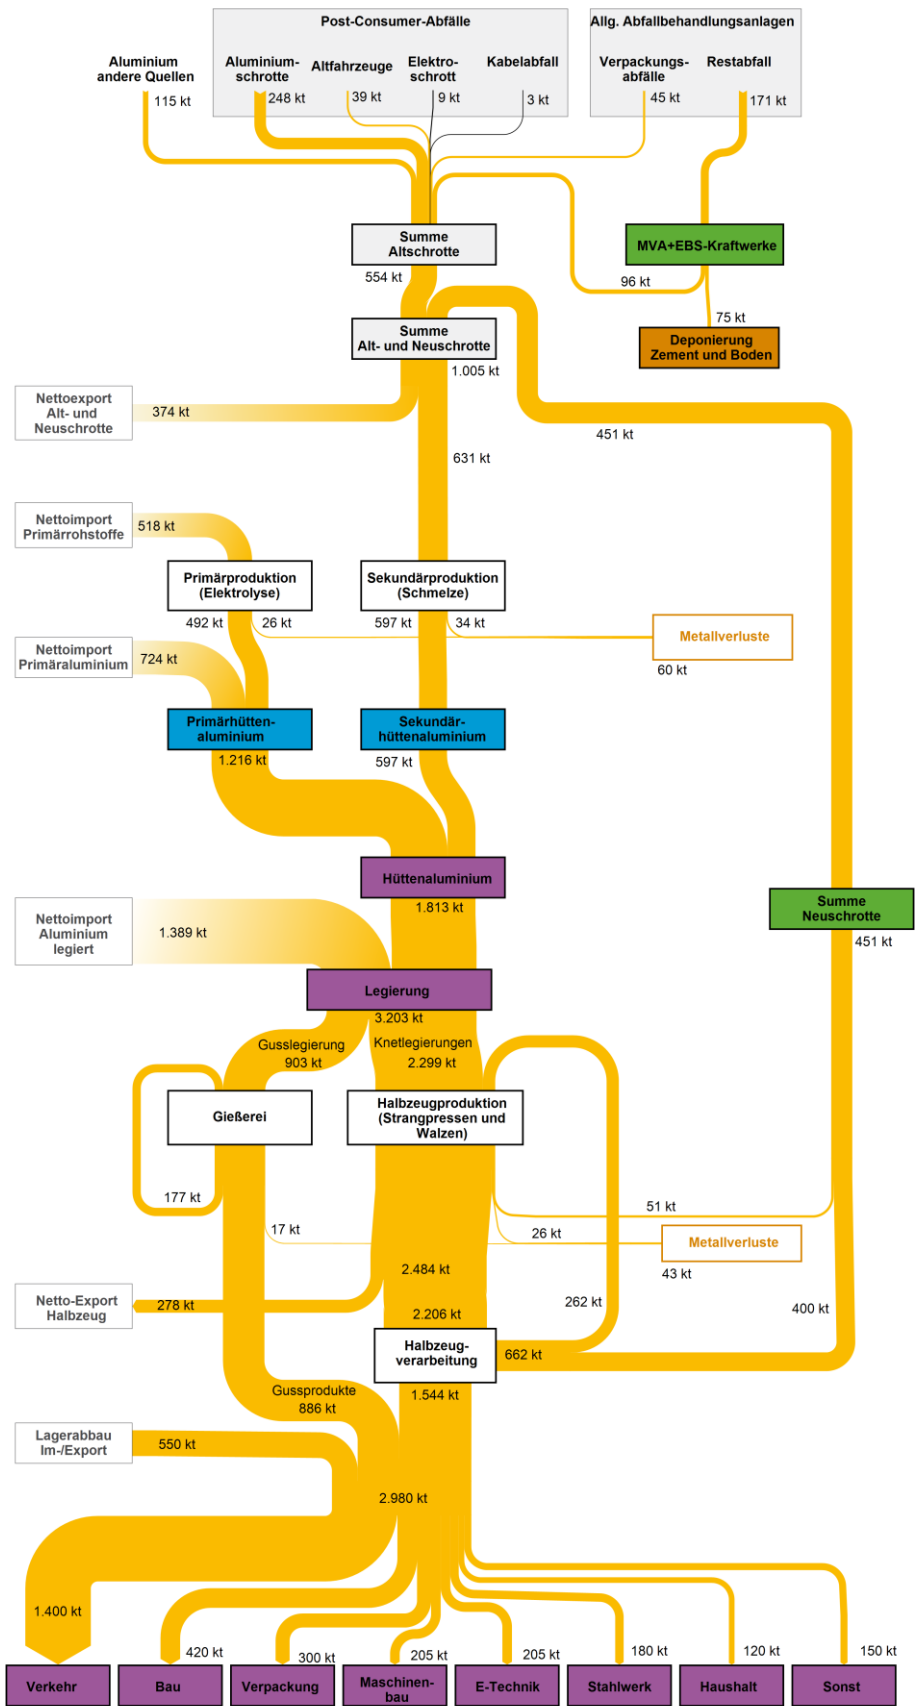 Post-Consumer-Abfälle
Allg. Abfallbehandlungsanlagen
Aluminium
andere Quellen
115 kt
Aluminium-
schrotte
248 kt
Altfahrzeuge
39 kt
Elektro-
schrott
9 kt
Kabelabfall
3 kt
Verpackungs-
abfälle
45 kt
Restabfall
171 kt
Summe
Altschrotte
554 kt
MVA+EBS-Kraftwerke
96 kt
75 kt
Deponierung
Zement und Boden
Summe
Alt- und Neuschrotte
1.005 kt
Nettoexport
Alt- und
Neuschrotte
374 kt
451 kt
631 kt
Nettoimport
Primärrohstoffe
518 kt
Primärproduktion
(Elektrolyse)
492 kt
26 kt
Sekundärproduktion
(Schmelze)
597 kt
34 kt
Metallverluste
60 kt
Nettoimport
Primäraluminium
724 kt
Primärhütten-
aluminium
1.216 kt
Sekundär-
hüttenaluminium
597 kt
Hüttenaluminium
1.813 kt
Summe
Neuschrotte
451 kt
Nettoimport
Aluminium
legiert
1.389 kt
Legierung
3.203 kt
Gusslegierung
903 kt
Knetlegierungen
2.299 kt
Gießerei
Halbzeugproduktion
(Strangpressen und
Walzen)
177 kt
17 kt
51 kt
26 kt
Metallverluste
43 kt
2.484 kt
Netto-Export
Halbzeug
278 kt
2.206 kt
262 kt
400 kt
Halbzeug-
verarbeitung
662 kt
1.544 kt
Gussprodukte
886 kt
Lagerabbau
Im-/Export
550 kt
2.980 kt
1.400 kt
420 kt
300 kt
205 kt
205 kt
180 kt
120 kt
150 kt
Verkehr
Bau
Verpackung
Maschinen-
bau
E-Technik
Stahlwerk
Haushalt
Sonst